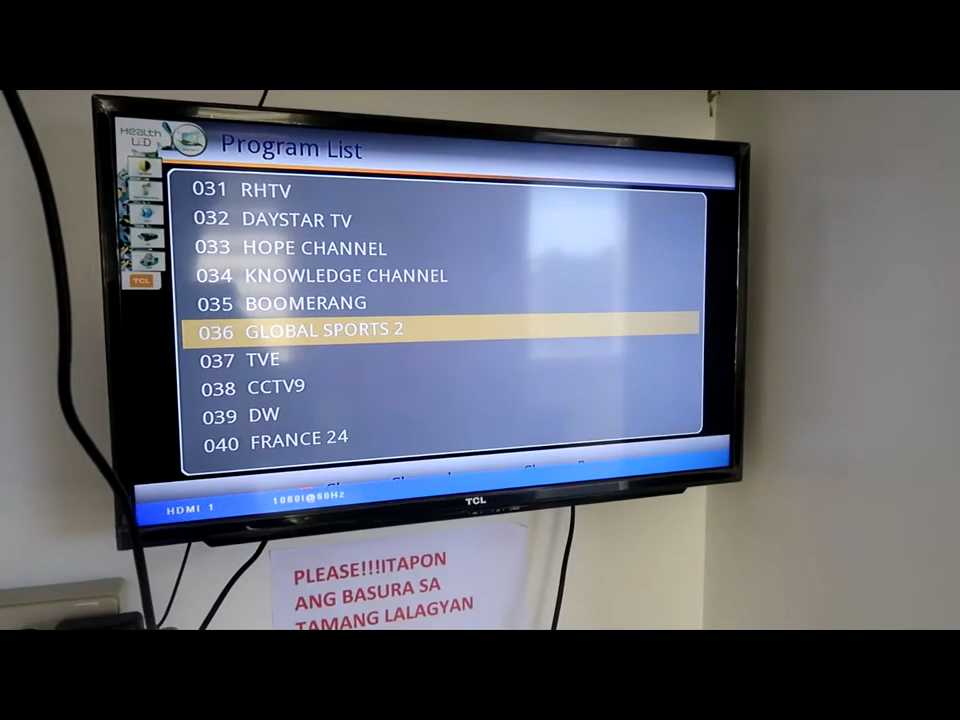 Health
LED
Program List
031 RHTV
032 DAYSTAR TV
033 HOPE CHANNEL
034 KNOWLEDGE CHANNEL
035 BOOMERANG
036 GLOBAL SPORTS 2
037 TVE
038 CCTV9
039 DW
040 FRANCE 24
TCL
HDMI 1 1080i@60Hz
TCL
PLEASE!!!ITAPON
ANG BASURA SA
TAMANG LALAGYAN